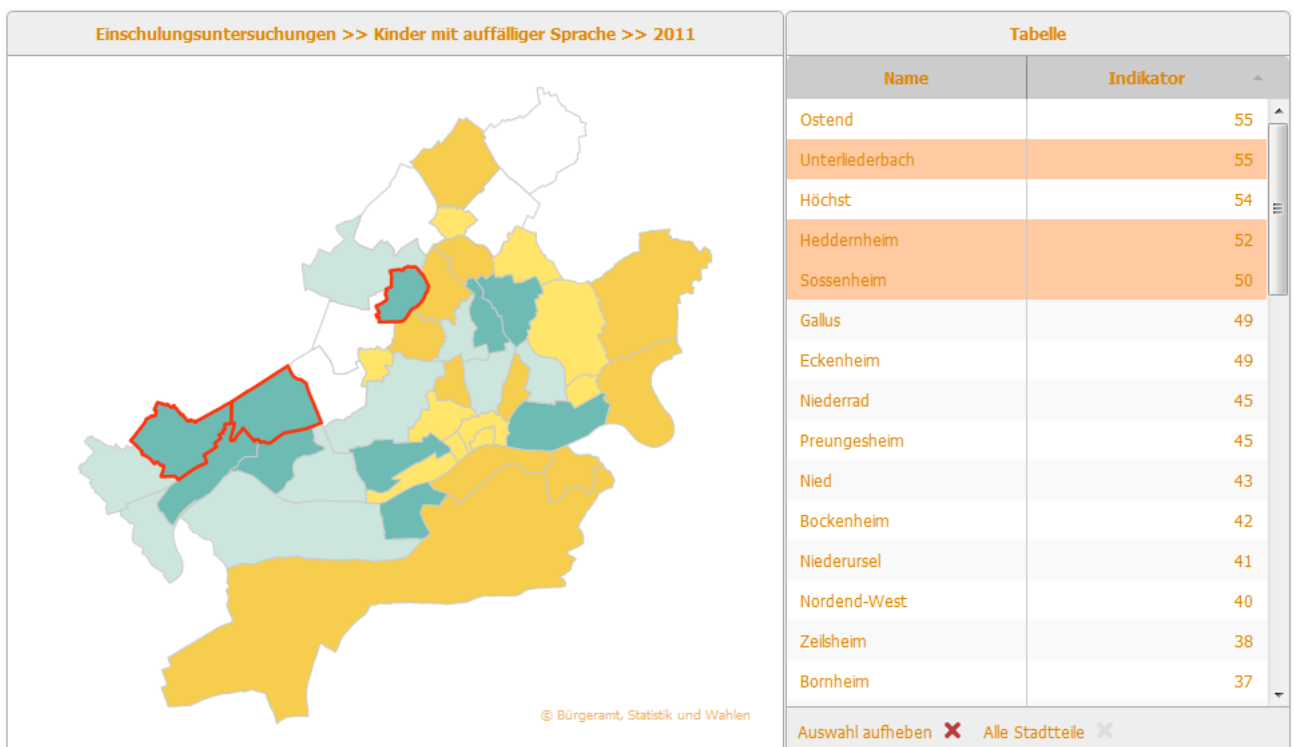 Einschulungsuntersuchungen >> Kinder mit auffälliger Sprache >> 2011
© Bürgeramt, Statistik und Wahlen
Tabelle
Name Indikator
Ostend 55
Unterliederbach 55
Höchst 54
Heddernheim 52
Sossenheim 50
Gallus 49
Eckenheim 49
Niederrad 45
Preungesheim 45
Nied 43
Bockenheim 42
Niederursel 41
Nordend-West 40
Zeilsheim 38
Bornheim 37
Auswahl aufheben Alle Stadtteile